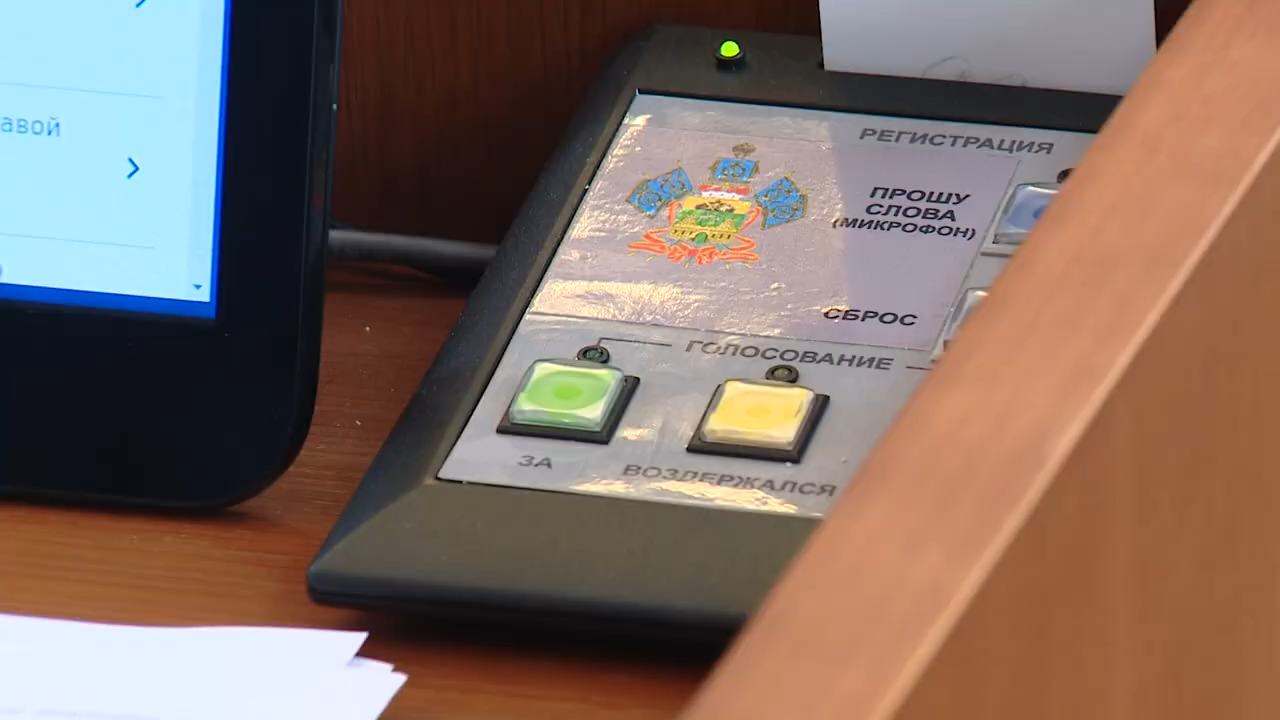 авой
РЕГИСТРАЦИЯ
ПРОШУ
СЛОВА
(МИКРОФОН)
СБРОС
ГОЛОСОВАНИЕ
ЗА
ВОЗДЕРЖАЛСЯ